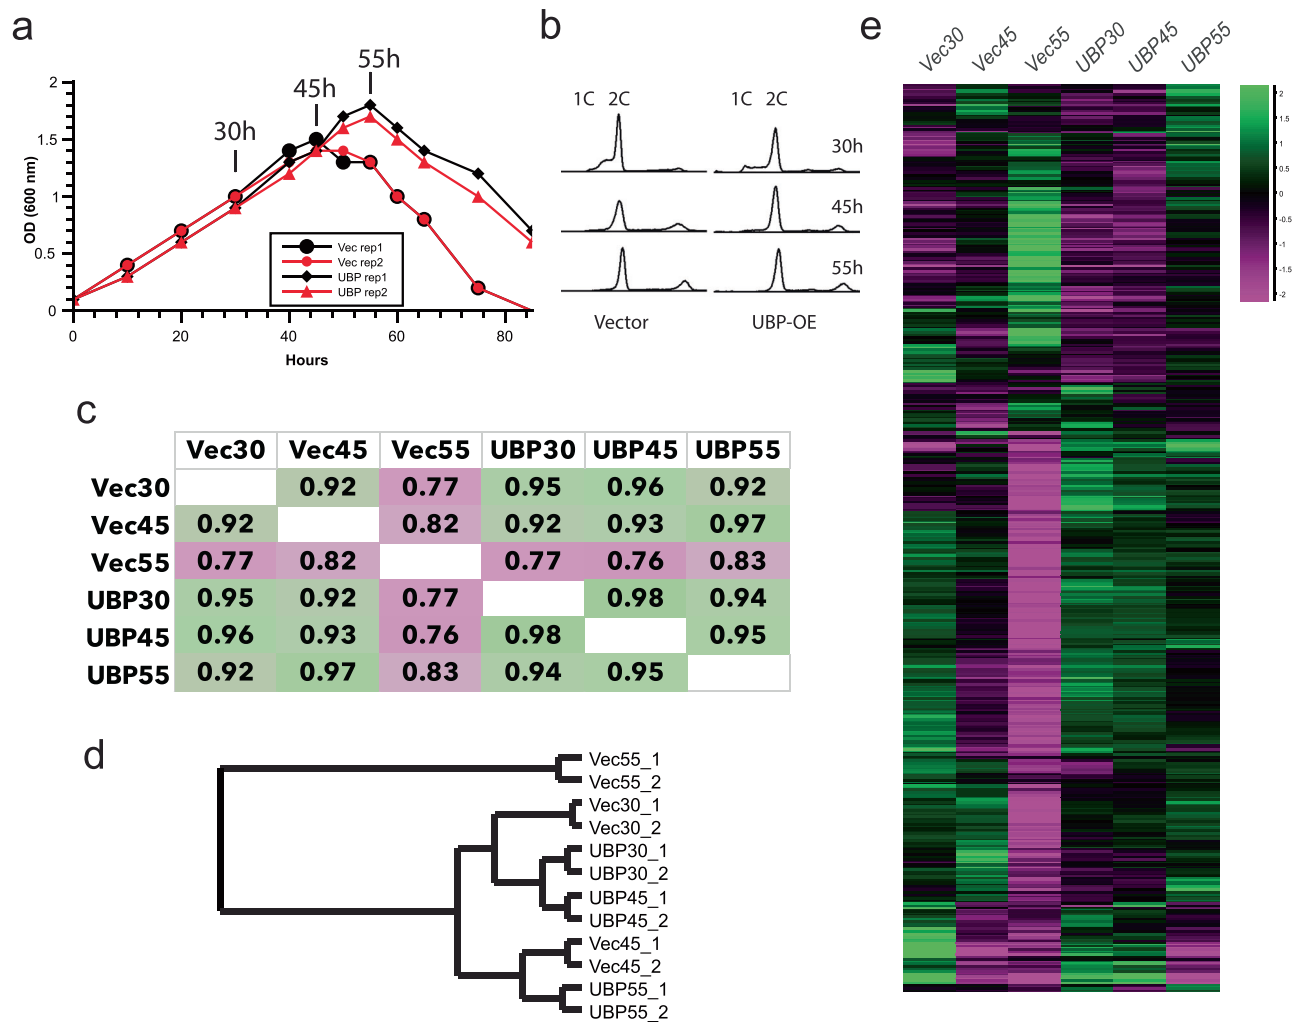 a
30h
45h
55h
2
1.5
1
0.5
0
OD (600 nm)
0
20
40
60
80
Hours
Vec rep1
Vec rep2
UBP rep1
UBP rep2
b
1C 2C
1C 2C
30h
45h
55h
Vector
UBP-OE
c
Vec30 Vec45 Vec55 UBP30 UBP45 UBP55
Vec30 0.92 0.77 0.95 0.96 0.92
Vec45 0.92 0.82 0.92 0.93 0.97
Vec55 0.77 0.82 0.77 0.76 0.83
UBP30 0.95 0.92 0.77 0.98 0.94
UBP45 0.96 0.93 0.76 0.98 0.95
UBP55 0.92 0.97 0.83 0.94 0.95
d
Vec55_1
Vec55_2
Vec30_1
Vec30_2
UBP30_1
UBP30_2
UBP45_1
UBP45_2
Vec45_1
Vec45_2
UBP55_1
UBP55_2
e
Vec30
Vec45
Vec55
UBP30
UBP45
UBP55
2
1.5
1
0.5
0
-0.5
-1
-1.5
-2